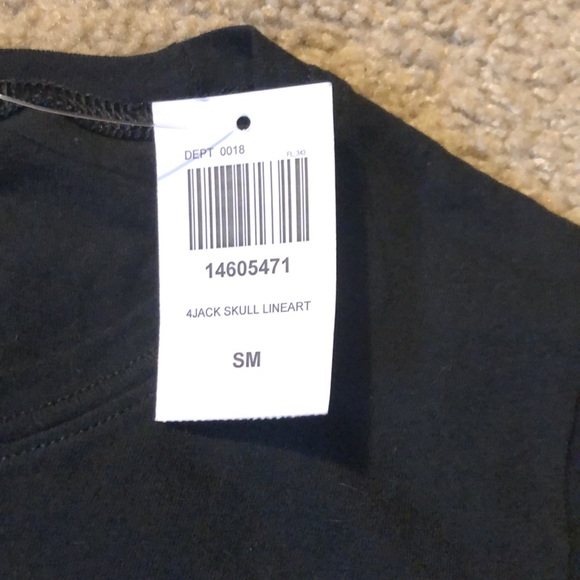 DEPT 0018
14605471
4JACK SKULL LINEART
SM